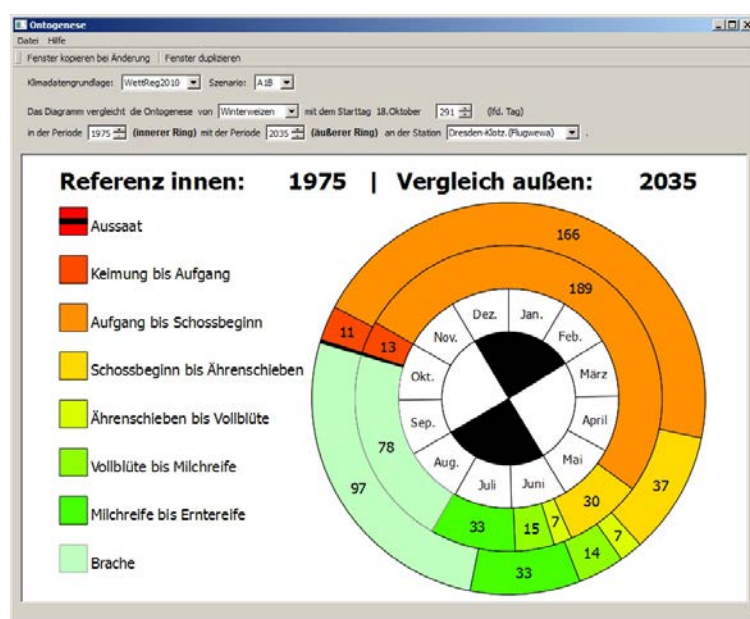 Ontogenese
Datei Hilfe
Fenster kopieren bei Änderung Fenster duplizieren
Klimadatengrundlage: WettReg2010 Szenario: A1B
Das Diagramm vergleicht die Ontogenese von Winterweizen mit dem Starttag 18.Oktober 291 (lfd. Tag)
in der Periode 1975 (innerer Ring) mit der Periode 2035 (äußerer Ring) an der Station Dresden-Klotz.(Flugwewa) .
Referenz innen: 1975 | Vergleich außen: 2035
Aussaat
Keimung bis Aufgang
Aufgang bis Schossbeginn
Schossbeginn bis Ährenschieben
Ährenschieben bis Vollblüte
Vollblüte bis Milchreife
Milchreife bis Erntereife
Brache
166
189
11
13
Dez. Jan.
Nov. Feb.
Okt. März
Sep. April
Aug. Mai
Juli Juni
78
97
33
15
7
30
37
7
14
33